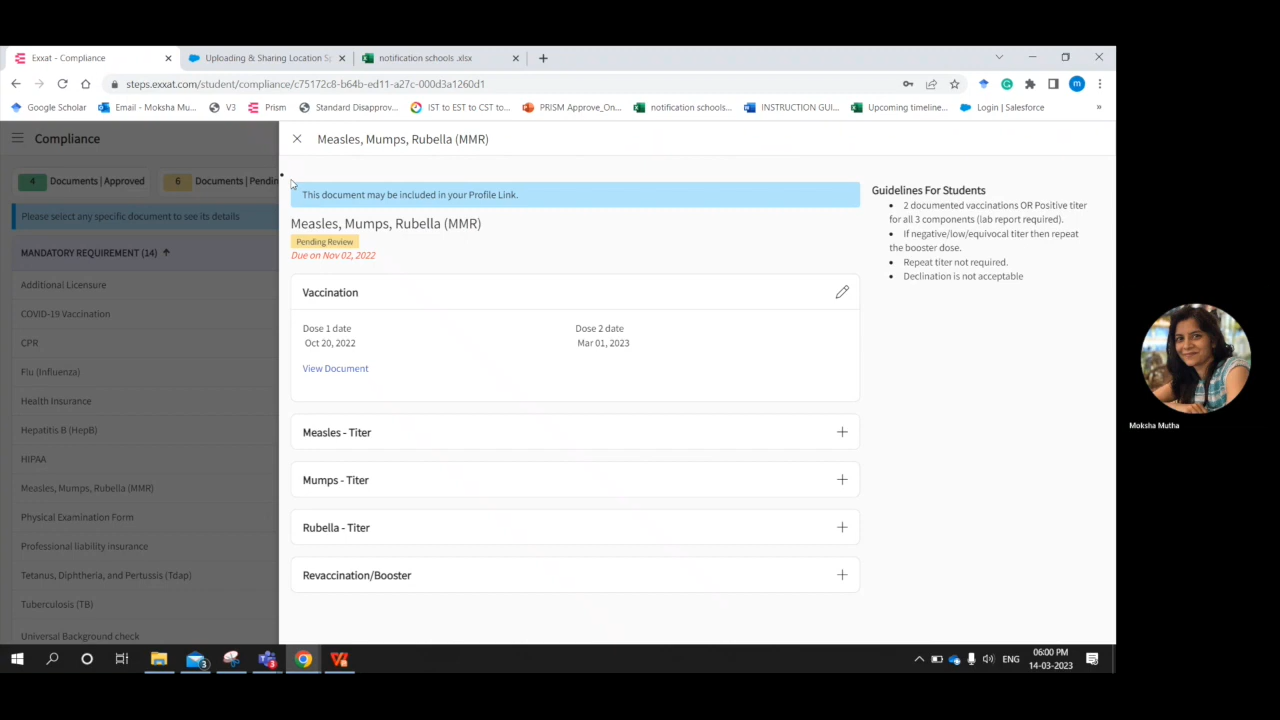 Exxat - Compliance
Uploading & Sharing Location Sp
notification schools .xlsx
steps.exxat.com/student/compliance/c75172c8-b64b-ed11-a27c-000d3a1260d1
Google Scholar
Email - Moksha Mu...
V3
Prism
Standard Disapprov...
IST to EST to CST to...
PRISM Approve_On...
notification schools...
INSTRUCTION GUI...
Upcoming timeline...
Login | Salesforce
Compliance
4 Documents | Approved
6 Documents | Pendin
Please select any specific document to see its details
MANDATORY REQUIREMENT (14)
Additional Licensure
COVID-19 Vaccination
CPR
Flu (Influenza)
Health Insurance
Hepatitis B (HepB)
HIPAA
Measles, Mumps, Rubella (MMR)
Physical Examination Form
Professional liability insurance
Tetanus, Diphtheria, and Pertussis (Tdap)
Tuberculosis (TB)
Universal Background check
Measles, Mumps, Rubella (MMR)
This document may be included in your Profile Link.
Measles, Mumps, Rubella (MMR)
Pending Review
Due on Nov 02, 2022
Vaccination
Dose 1 date
Dose 2 date
Oct 20, 2022
Mar 01, 2023
View Document
Measles - Titer
Mumps - Titer
Rubella - Titer
Revaccination/Booster
Guidelines For Students
• 2 documented vaccinations OR Positive titer
for all 3 components (lab report required).
• If negative/low/equivocal titer then repeat
the booster dose.
• Repeat titer not required.
• Declination is not acceptable
Moksha Mutha
ENG
06:00 PM
14-03-2023